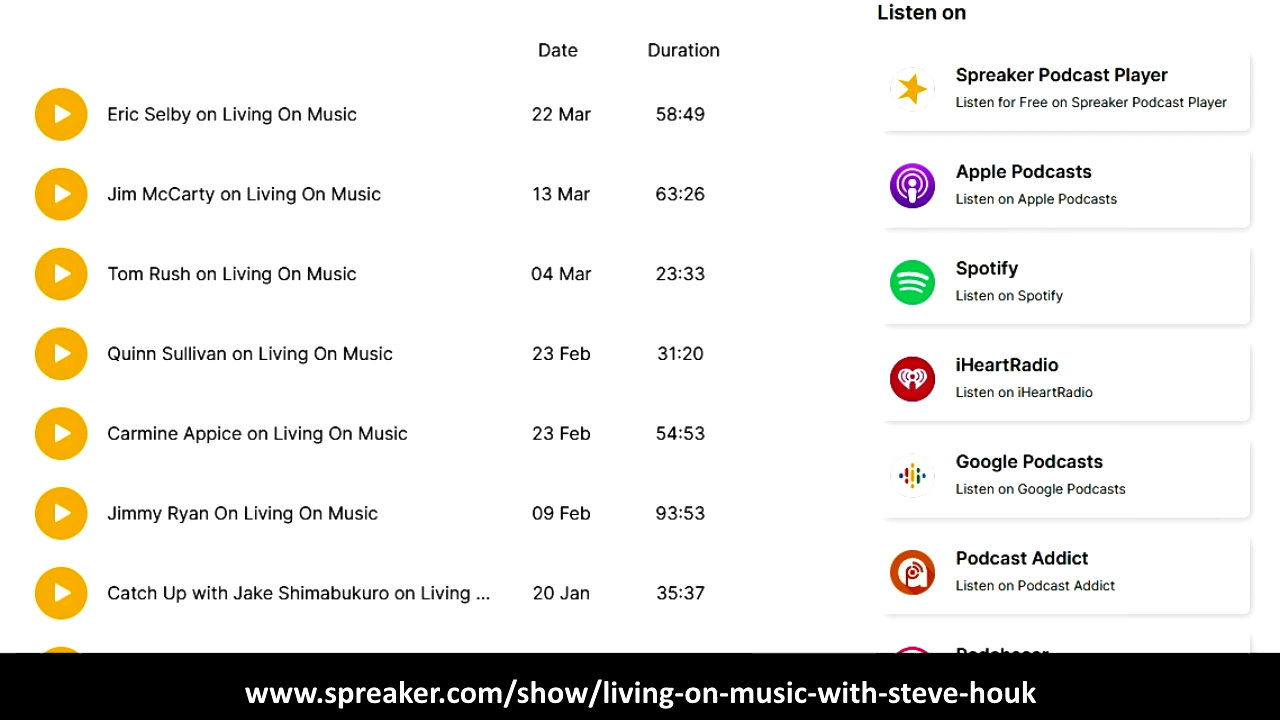 Date Duration
Eric Selby on Living On Music 22 Mar 58:49
Jim McCarty on Living On Music 13 Mar 63:26
Tom Rush on Living On Music 04 Mar 23:33
Quinn Sullivan on Living On Music 23 Feb 31:20
Carmine Appice on Living On Music 23 Feb 54:53
Jimmy Ryan On Living On Music 09 Feb 93:53
Catch Up with Jake Shimabukuro on Living ... 20 Jan 35:37
Listen on
Spreaker Podcast Player
Listen for Free on Spreaker Podcast Player
Apple Podcasts
Listen on Apple Podcasts
Spotify
Listen on Spotify
iHeartRadio
Listen on iHeartRadio
Google Podcasts
Listen on Google Podcasts
Podcast Addict
Listen on Podcast Addict
www.spreaker.com/show/living-on-music-with-steve-houk